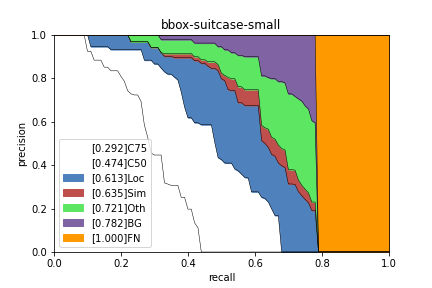 bbox-suitcase-small
1.0
0.8
0.6
0.4
0.2
0.0
precision
[0.292]C75
[0.474]C50
[0.613]Loc
[0.635]Sim
[0.721]Oth
[0.782]BG
[1.000]FN
0.0 0.2 0.4 0.6 0.8 1.0
recall